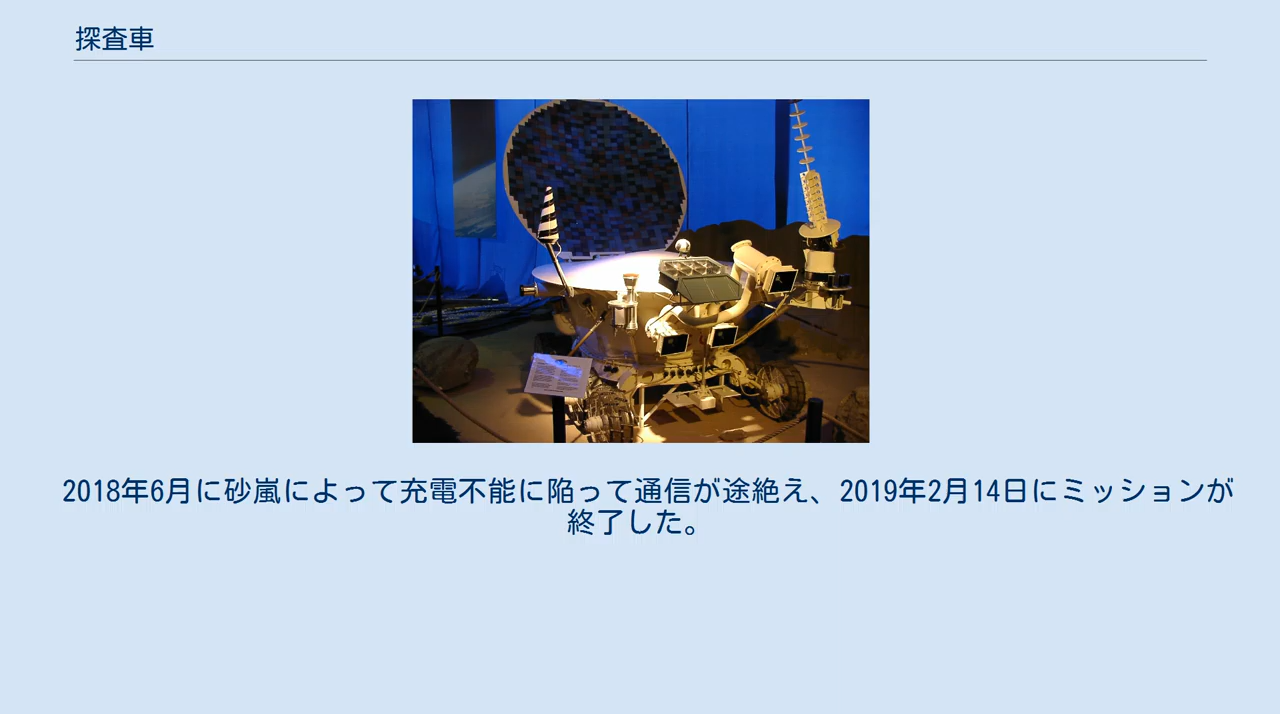 探査車
2018年6月に砂嵐によって充電不能に陥って通信が途絶え、2019年2月14日にミッションが
終了した。